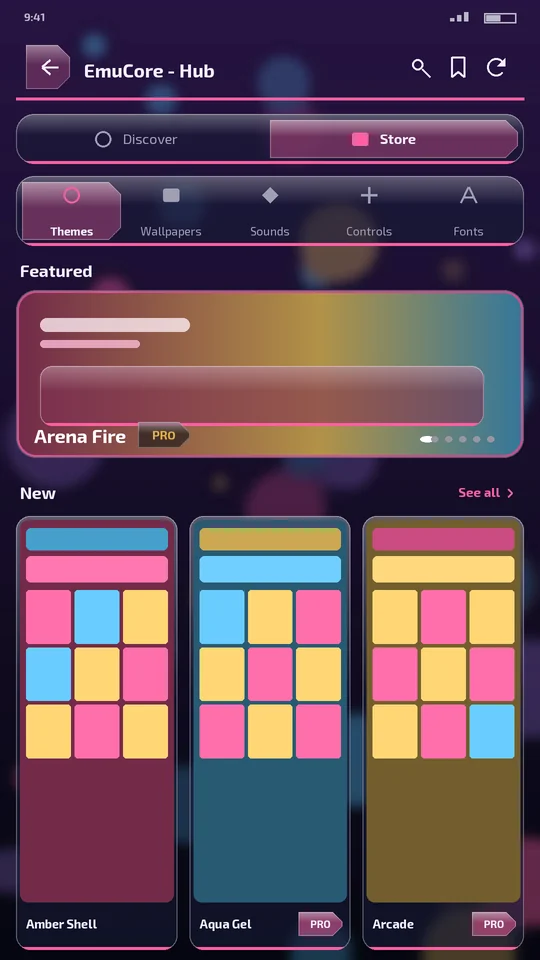 9:41
EmuCore - Hub
Discover
Store
Themes
Wallpapers
Sounds
Controls
Fonts
Featured
Arena Fire
PRO
New
See all
Amber Shell
Aqua Gel
PRO
Arcade
PRO